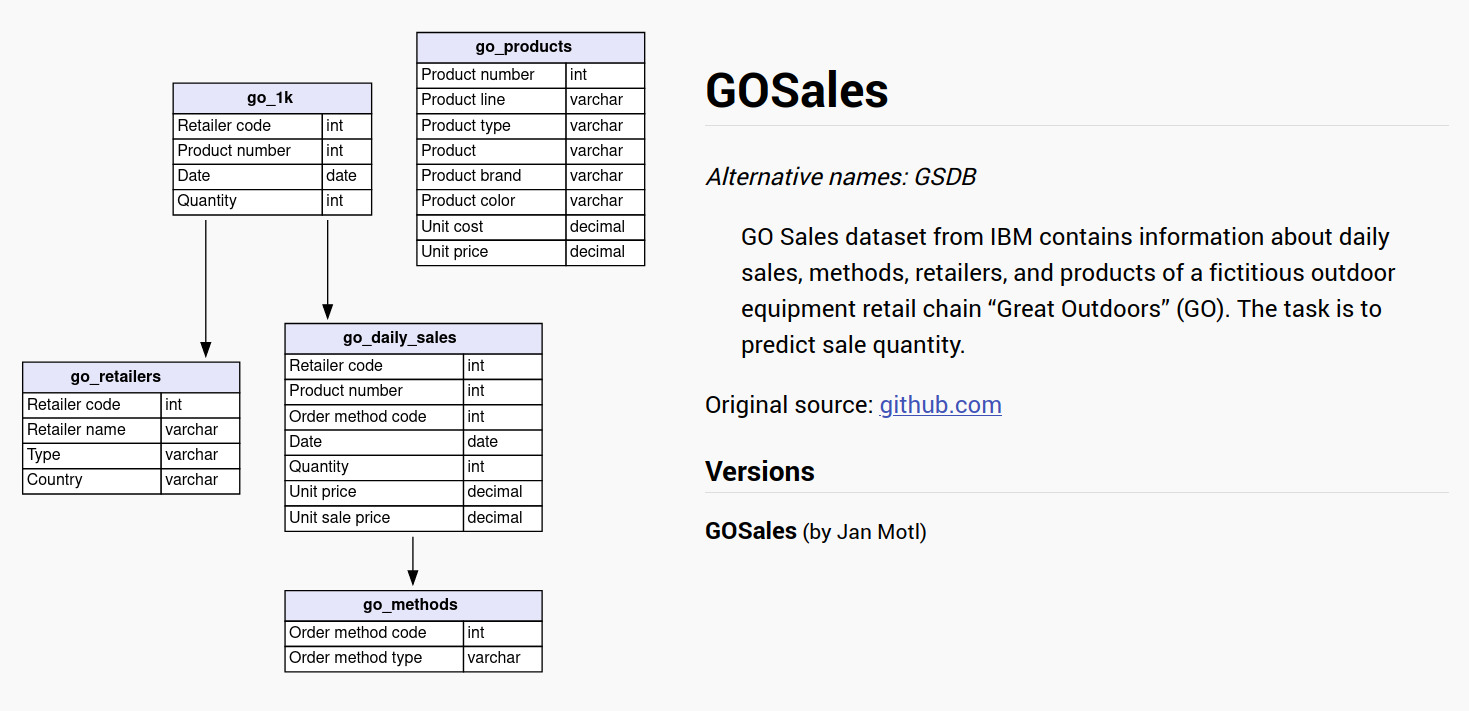 go_products
Product number int
Product line varchar
Product type varchar
Product varchar
Product brand varchar
Product color varchar
Unit cost decimal
Unit price decimal
go_1k
Retailer code int
Product number int
Date date
Quantity int
go_daily_sales
Retailer code int
Product number int
Order method code int
Date date
Quantity int
Unit price decimal
Unit sale price decimal
go_retailers
Retailer code int
Retailer name varchar
Type varchar
Country varchar
go_methods
Order method code int
Order method type varchar
GOSales
Alternative names: GSDB
GO Sales dataset from IBM contains information about daily
sales, methods, retailers, and products of a fictitious outdoor
equipment retail chain “Great Outdoors” (GO). The task is to
predict sale quantity.
Original source: github.com
Versions
GOSales (by Jan Motl)